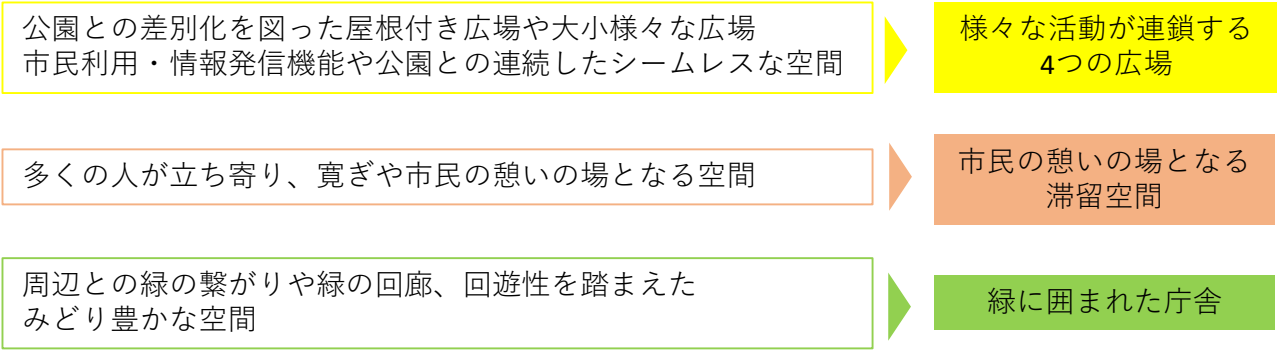 公園との差別化を図った屋根付き広場や大小様々な広場
市民利用・情報発信機能や公園との連続したシームレスな空間
様々な活動が連鎖する
4つの広場
多くの人が立ち寄り、寛ぎや市民の憩いの場となる空間
市民の憩いの場となる
滞留空間
周辺との緑の繋がりや緑の回廊、回遊性を踏まえた
みどり豊かな空間
緑に囲まれた庁舎